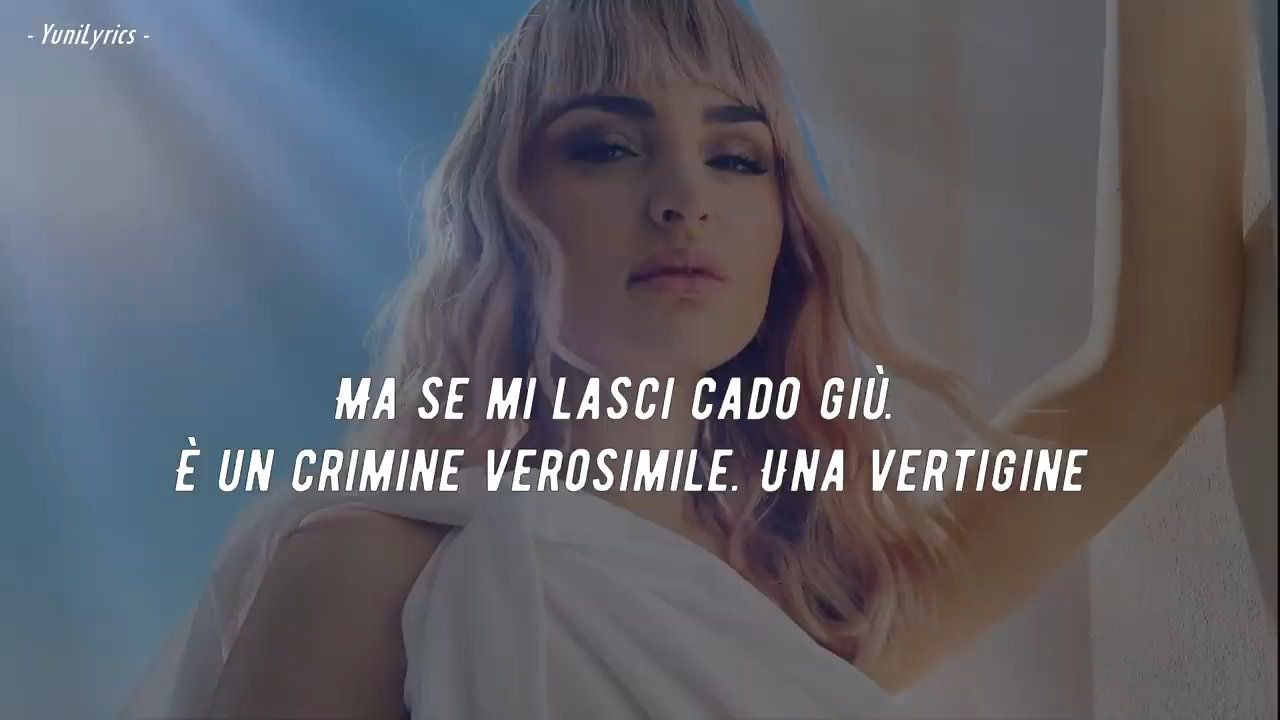 - YuniLyrics -
Ma se mi lasci cado giù.
È un crimine verosimile. Una vertigine